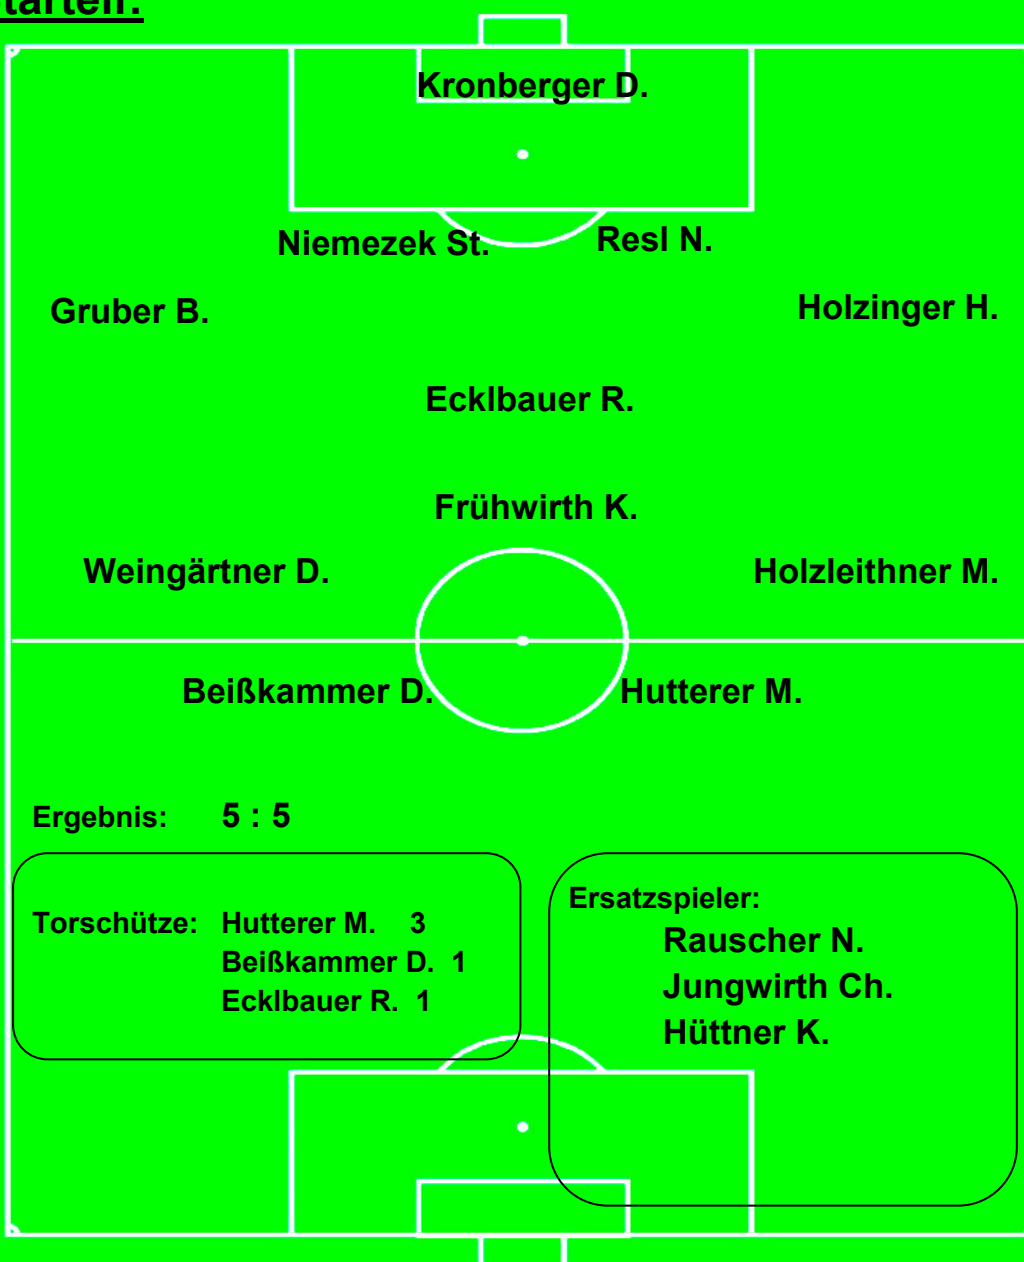 Kronberger D.
Niemezek St.
Resl N.
Gruber B.
Holzinger H.
Ecklbauer R.
Frühwirth K.
Weingärtner D.
Holzleithner M.
Beißkammer D.
Hutterer M.
Ergebnis: 5 : 5
Torschütze: Hutterer M. 3
Beißkammer D. 1
Ecklbauer R. 1
Ersatzspieler:
Rauscher N.
Jungwirth Ch.
Hüttner K.